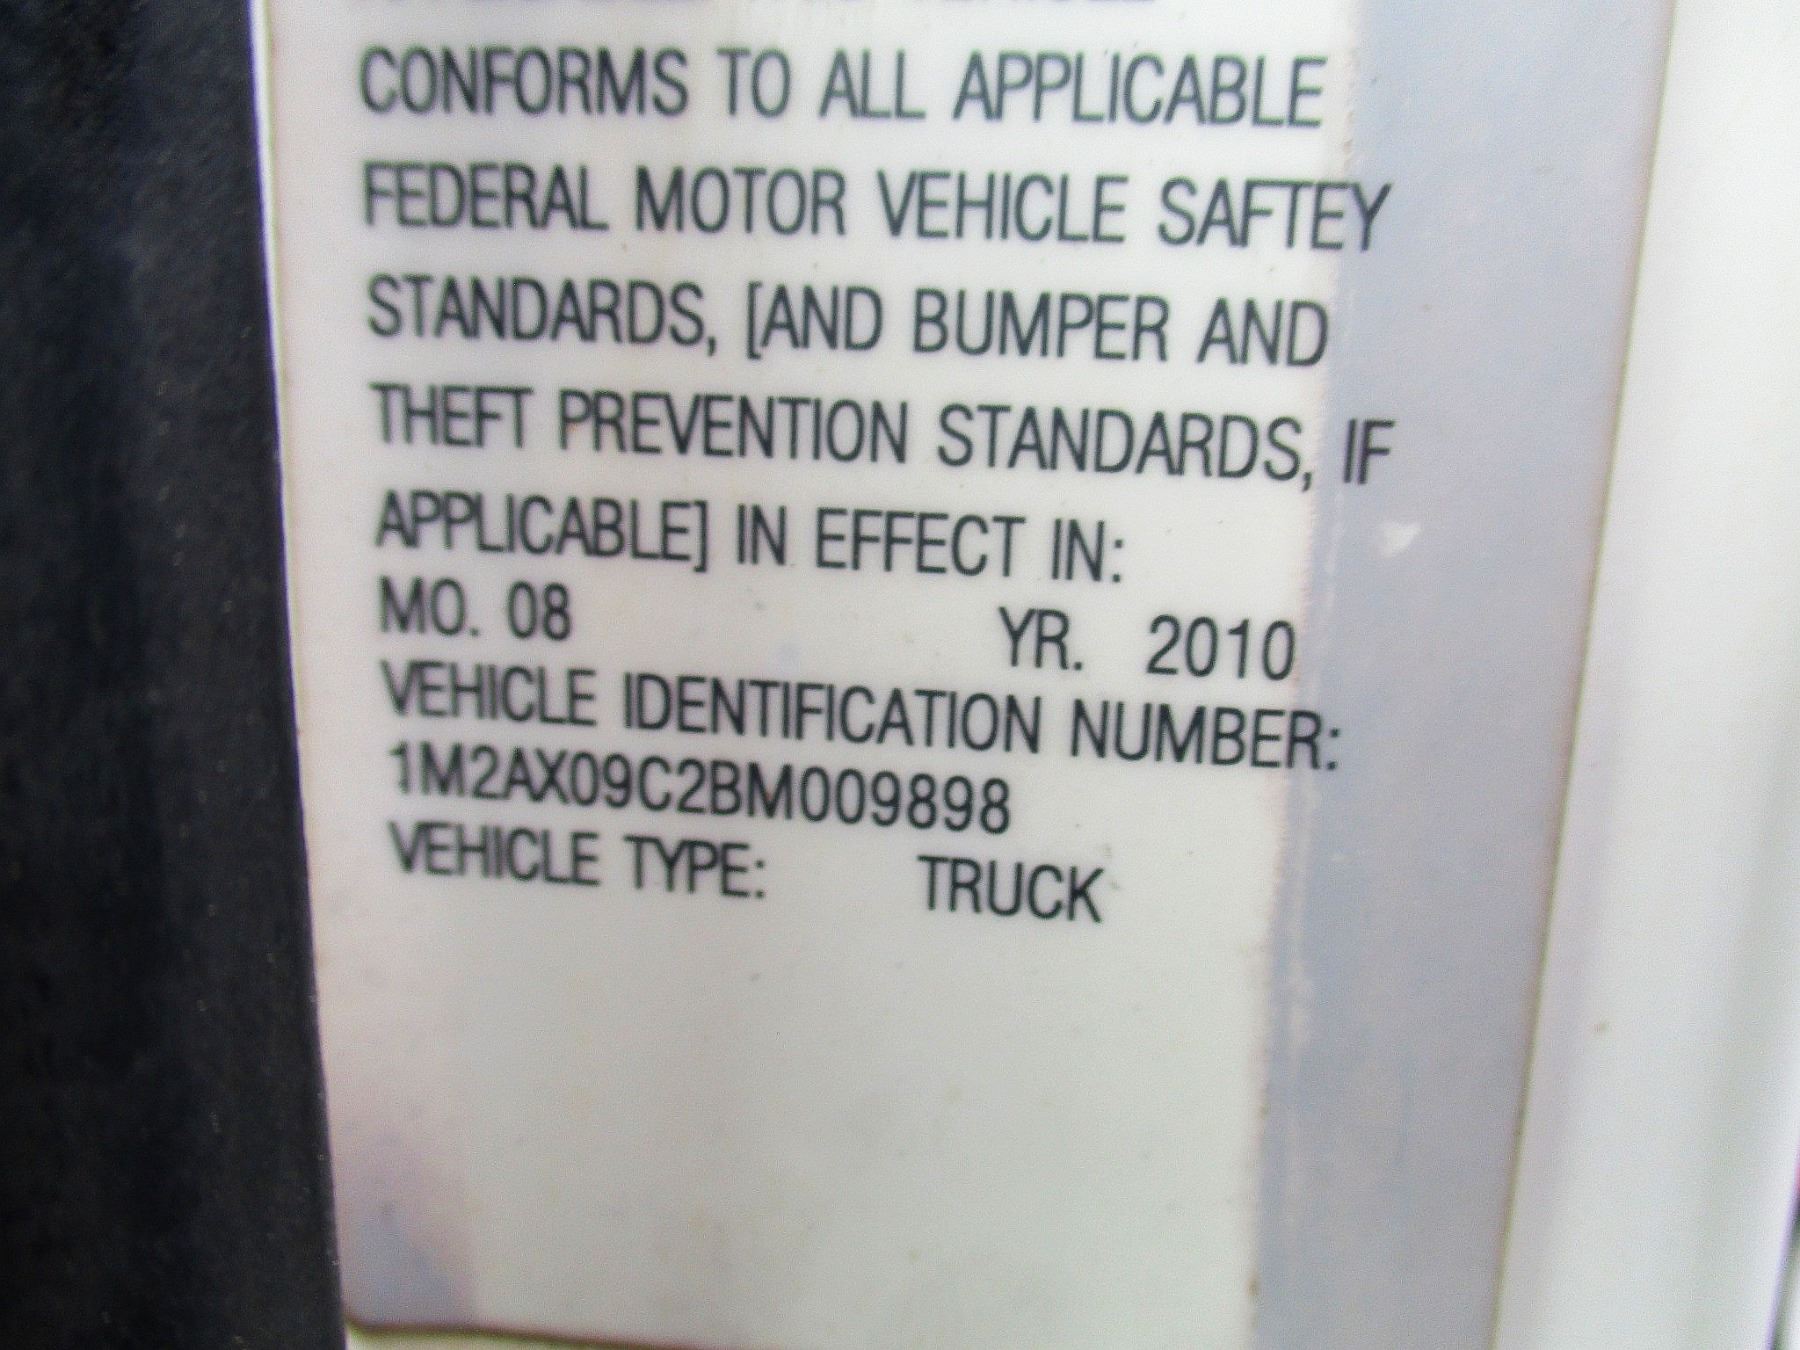 CONFORMS TO ALL APPLICABLE
FEDERAL MOTOR VEHICLE SAFTEY
STANDARDS, [AND BUMPER AND
THEFT PREVENTION STANDARDS, IF
APPLICABLE] IN EFFECT IN:
MO. 08 YR. 2010
VEHICLE IDENTIFICATION NUMBER:
1M2AX09C2BM009898
VEHICLE TYPE: TRUCK